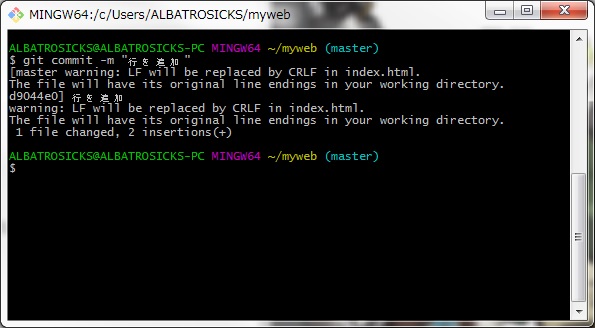 MINGW64:/c/Users/ALBATROSICKS/myweb
ALBATROSICKS@ALBATROSICKS-PC MINGW64 ~/myweb (master)
$ git commit -m "行を追加"
[master warning: LF will be replaced by CRLF in index.html.
The file will have its original line endings in your working directory.
d9044e0] 行を追加
warning: LF will be replaced by CRLF in index.html.
The file will have its original line endings in your working directory.
 1 file changed, 2 insertions(+)
ALBATROSICKS@ALBATROSICKS-PC MINGW64 ~/myweb (master)
$